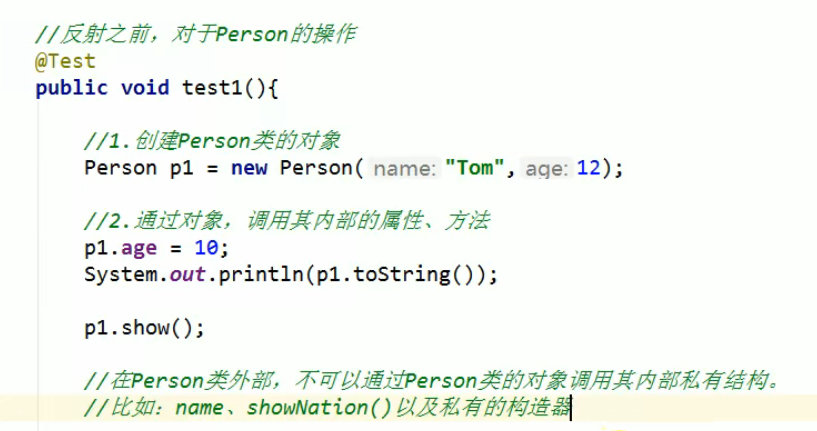 //反射之前，对于Person的操作
@Test
public void test1(){
//1.创建Person类的对象
Person p1 = new Person( name: "Tom", age: 12);
//2.通过对象，调用其内部的属性、方法
p1.age = 10;
System.out.println(p1.toString());
p1.show();
//在Person类外部，不可以通过Person类的对象调用其内部私有结构。
//比如：name、showNation()以及私有的构造器